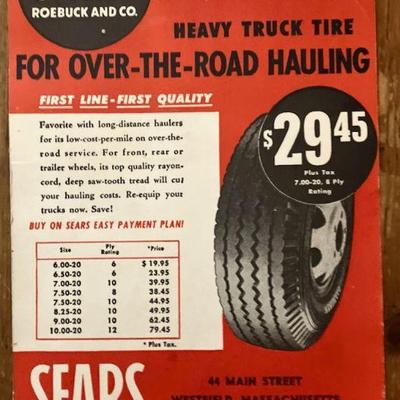 ROEBUCK AND CO.
HEAVY TRUCK TIRE
FOR OVER-THE-ROAD HAULING
FIRST LINE-FIRST QUALITY
Favorite with long-distance haulers
for its low-cost-per-mile on over-the-
road service. For front, rear or
trailer wheels, its top quality rayon-
cord, deep saw-tooth tread will cut
your hauling costs. Re-equip your
trucks now. Save!
BUY ON SEARS EASY PAYMENT PLAN!
$29.45
Plus Tax
7.00-20, 8 Ply
Rating
Size Ply Rating *Price
6.00-20 6 $19.95
6.50-20 6 23.95
7.00-20 10 39.95
7.50-20 8 38.45
7.50-20 10 44.95
8.25-20 10 49.95
9.00-20 10 62.45
10.00-20 12 79.45
*Plus Tax.
SEARS
44 MAIN STREET
WESTFIELD, MASSACHUSETTS